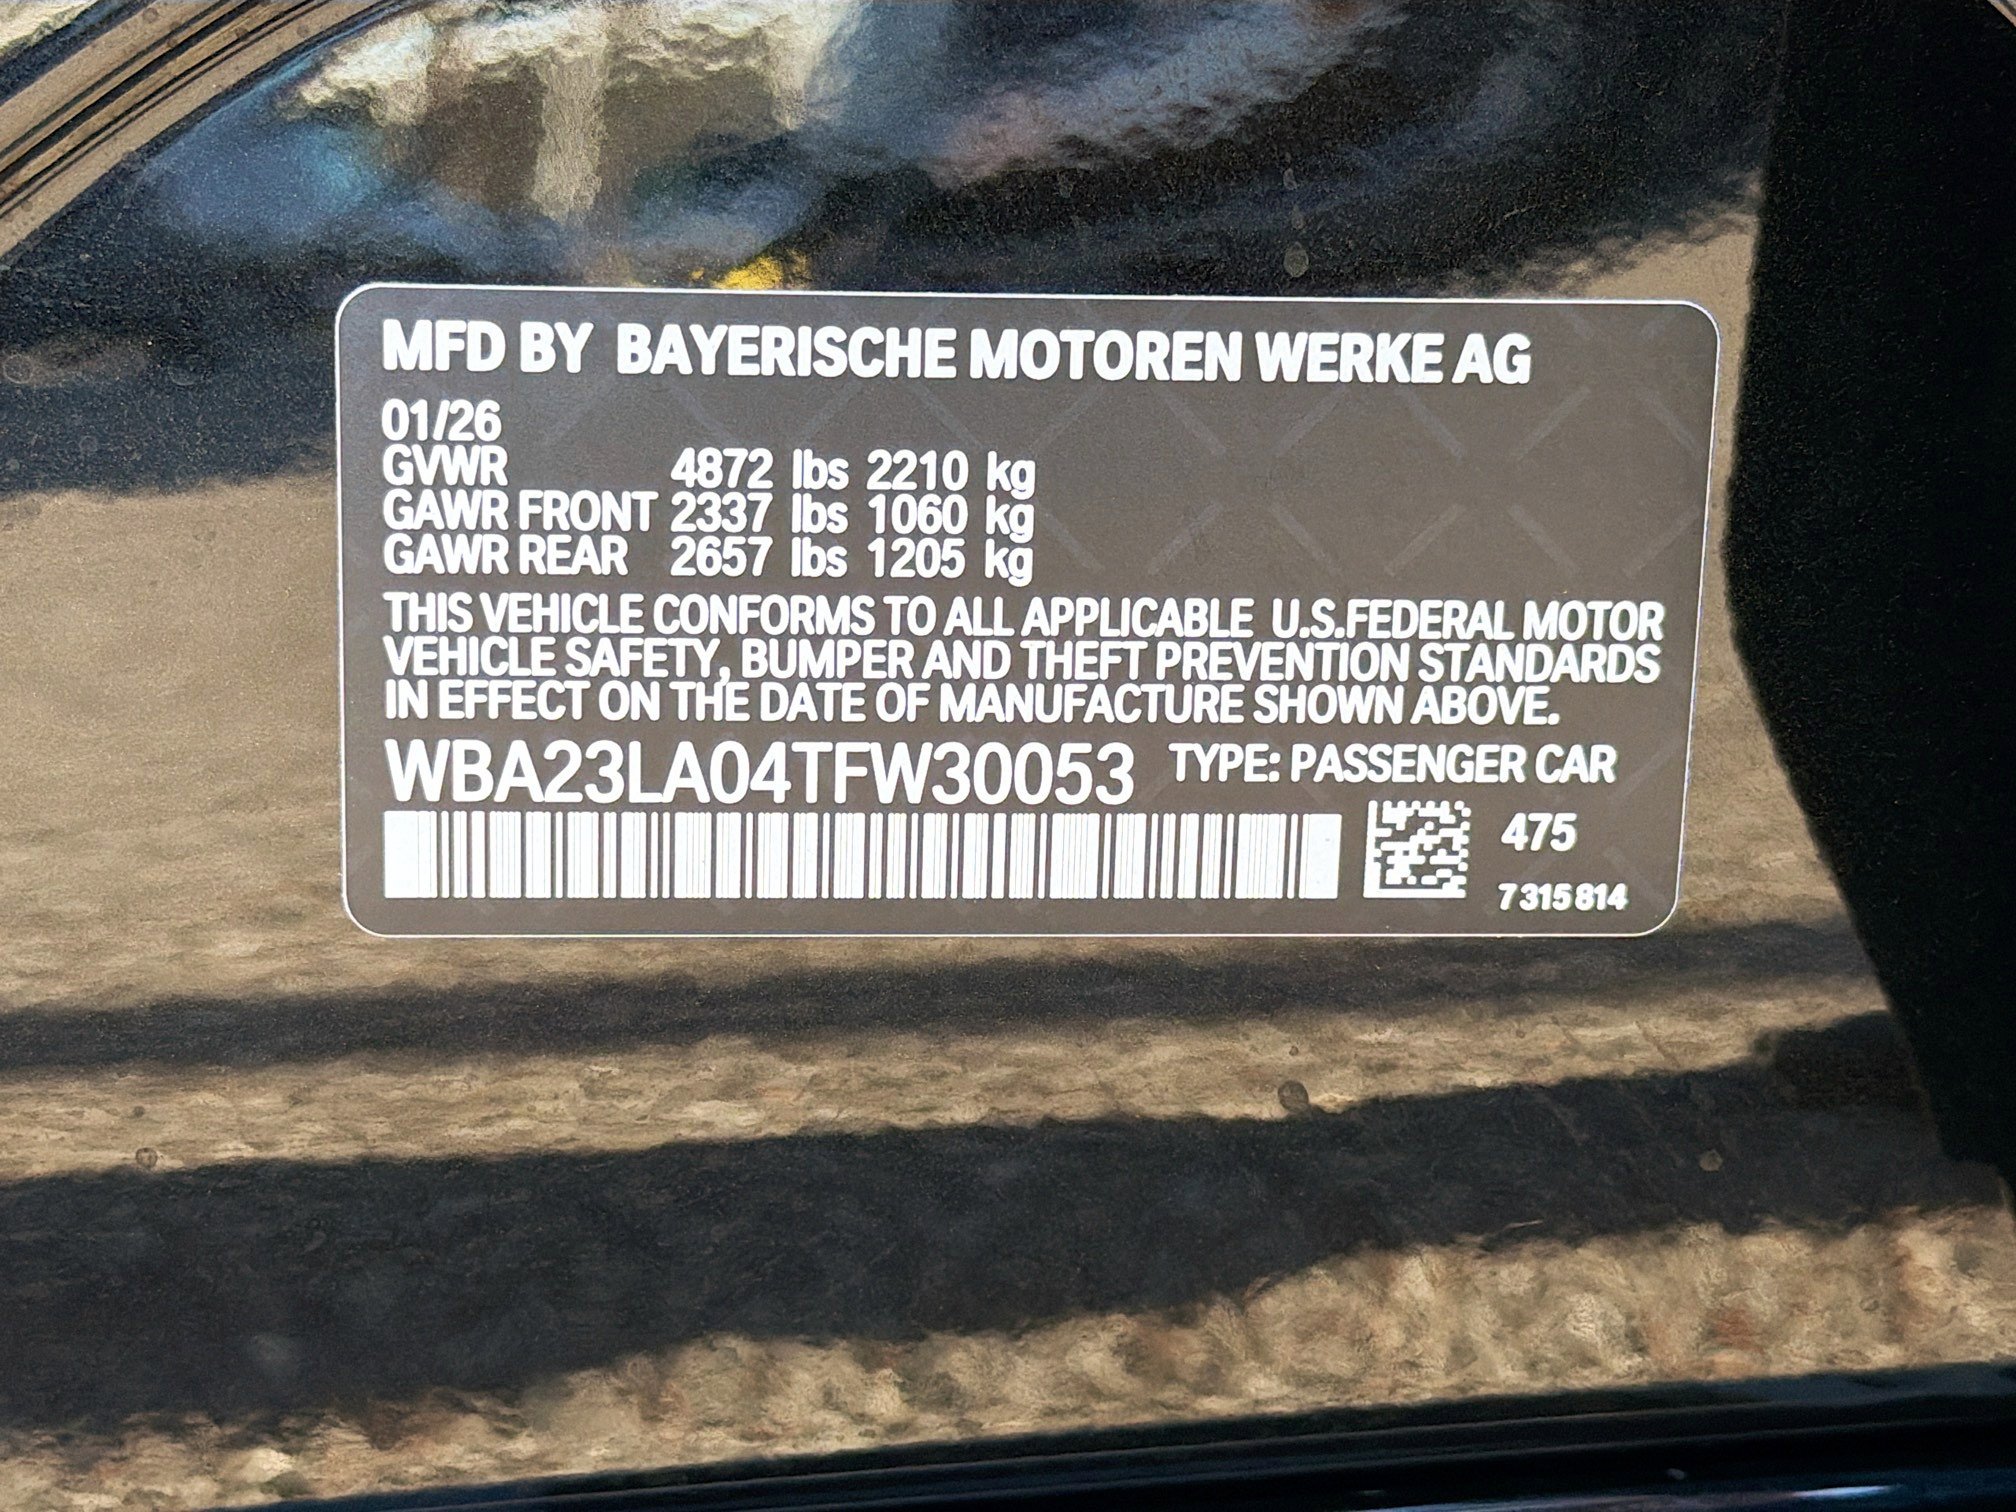 MFD BY BAYERISCHE MOTOREN WERKE AG
01/26
GVWR 4872 lbs 2210 kg
GAWR FRONT 2337 lbs 1060 kg
GAWR REAR 2657 lbs 1205 kg
THIS VEHICLE CONFORMS TO ALL APPLICABLE U.S.FEDERAL MOTOR
VEHICLE SAFETY, BUMPER AND THEFT PREVENTION STANDARDS
IN EFFECT ON THE DATE OF MANUFACTURE SHOWN ABOVE.
WBA23LA04TFW30053 TYPE: PASSENGER CAR
475
7 315 814